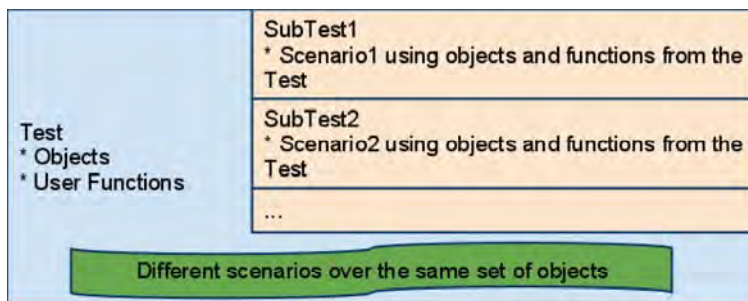 Test
* Objects
* User Functions
SubTest1
* Scenario1 using objects and functions from the
Test
SubTest2
* Scenario2 using objects and functions from the
Test
...
Different scenarios over the same set of objects